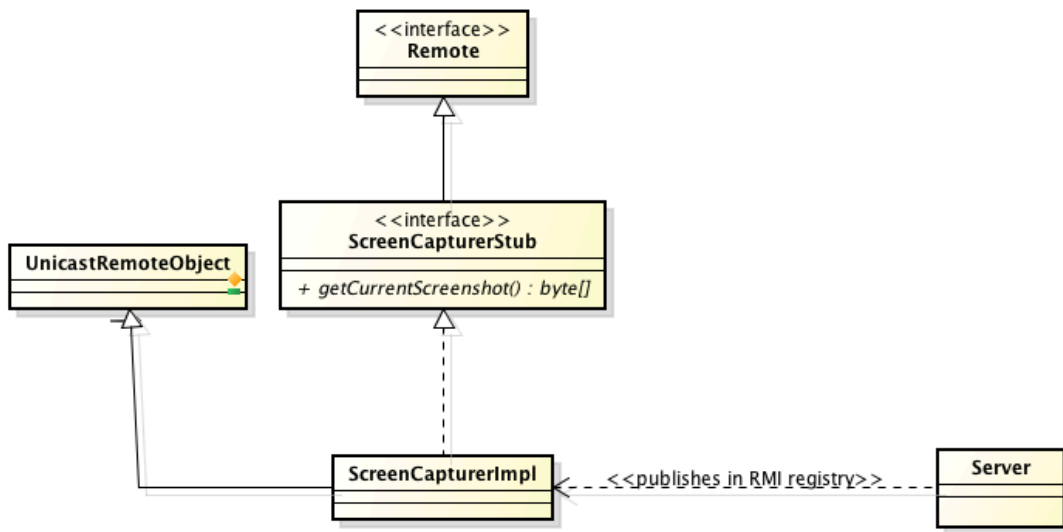 <<interface>>
Remote
<<interface>>
ScreenCapturerStub
+ getCurrentScreenshot() : byte[]
UnicastRemoteObject
ScreenCapturerImpl
<<publishes in RMI registry>>
Server